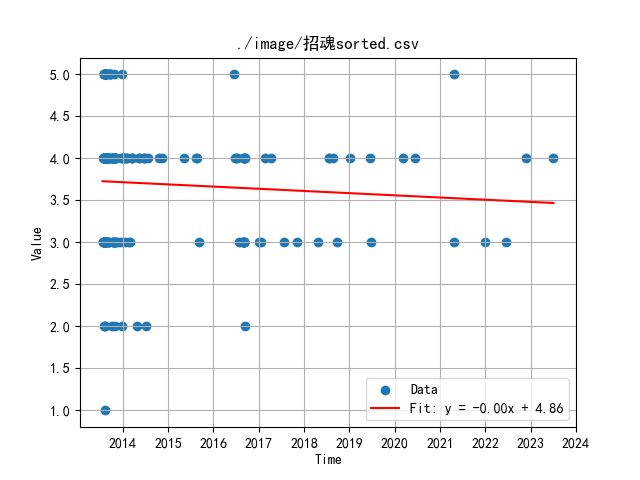 ./image/招魂sorted.csv
Value
5.0
4.5
4.0
3.5
3.0
2.5
2.0
1.5
1.0
Data
Fit: y = -0.00x + 4.86
2014 2015 2016 2017 2018 2019 2020 2021 2022 2023 2024
Time